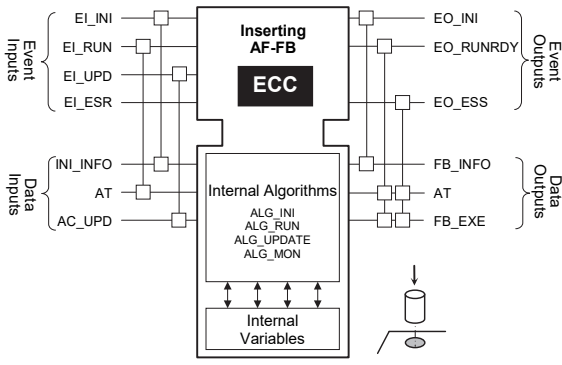 EI_INI
EI_RUN
EI_UPD
EI_ESR
Event
Inputs
Inserting
AF-FB
ECC
EO_INI
EO_RUNRDY
EO_ESS
Event
Outputs
INI_INFO
AT
AC_UPD
Data
Inputs
Internal Algorithms
ALG_INI
ALG_RUN
ALG_UPDATE
ALG_MON
Internal
Variables
FB_INFO
AT
FB_EXE
Data
Outputs